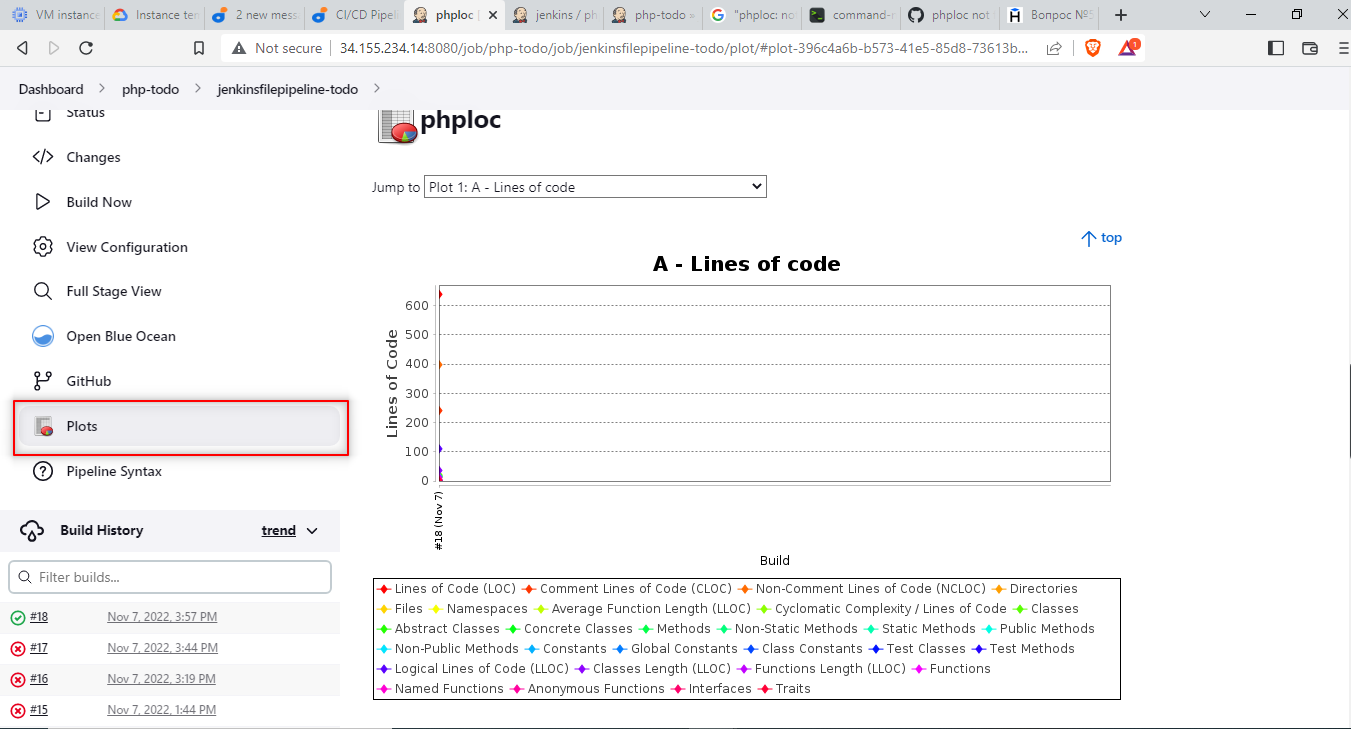 VM instance
Instance ter
2 new mess
CI/CD Pipel
phploc |
jenkins / ph
php-todo »
"phploc: no
command-n
phploc not
Вопрос №5
Not secure
34.155.234.14:8080/job/php-todo/job/jenkinsfilepipeline-todo/plot/#plot-396c4a6b-b573-41e5-85d8-73613b...
1
Dashboard > php-todo > jenkinsfilepipeline-todo >
Status
Changes
Build Now
View Configuration
Full Stage View
Open Blue Ocean
GitHub
Plots
Pipeline Syntax
Build History
trend
Filter builds...
#18 Nov 7, 2022, 3:57 PM
#17 Nov 7, 2022, 3:44 PM
#16 Nov 7, 2022, 3:19 PM
#15 Nov 7, 2022, 1:44 PM
phploc
Jump to Plot 1: A - Lines of code
top
A - Lines of code
Lines of Code
600
500
400
300
200
100
0
#18 (Nov 7)
Build
Lines of Code (LOC) Comment Lines of Code (CLOC) Non-Comment Lines of Code (NCLOC) Directories
Files Namespaces Average Function Length (LLOC) Cyclomatic Complexity / Lines of Code Classes
Abstract Classes Concrete Classes Methods Non-Static Methods Static Methods Public Methods
Non-Public Methods Constants Global Constants Class Constants Test Classes Test Methods
Logical Lines of Code (LLOC) Classes Length (LLOC) Functions Length (LLOC) Functions
Named Functions Anonymous Functions Interfaces Traits